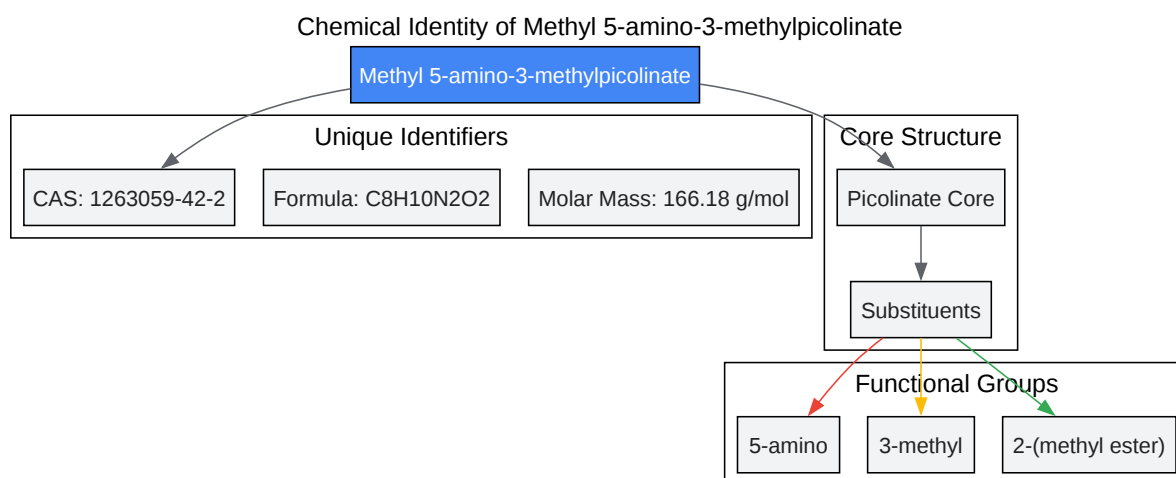 Chemical Identity of Methyl 5-amino-3-methylpicolinate
Methyl 5-amino-3-methylpicolinate
Unique Identifiers
CAS: 1263059-42-2
Formula: C8H10N2O2
Molar Mass: 166.18 g/mol
Core Structure
Picolinate Core
Substituents
Functional Groups
5-amino
3-methyl
2-(methyl ester)